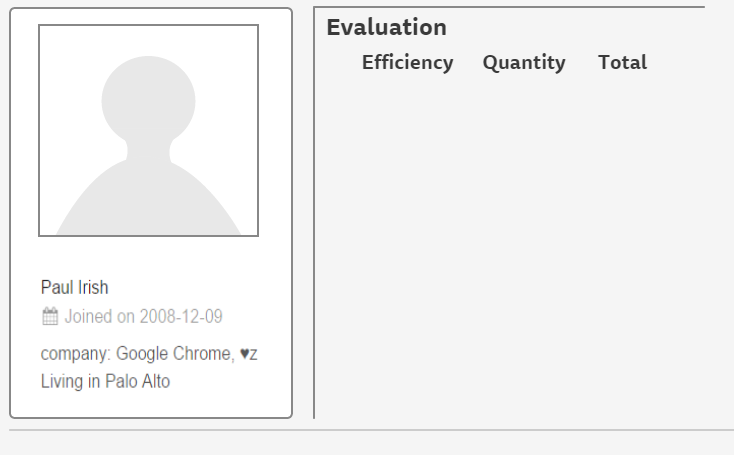 Evaluation
Efficiency Quantity Total
Paul Irish
Joined on 2008-12-09
company: Google Chrome, ♥z
Living in Palo Alto